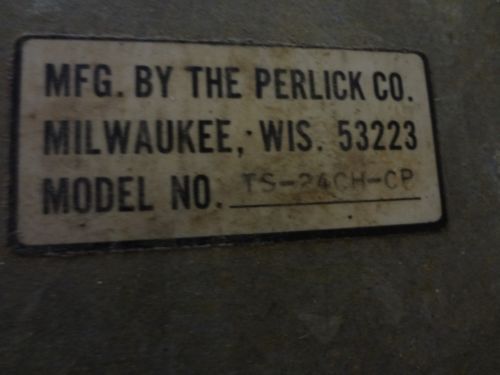 MFG. BY THE PERLICK CO.
MILWAUKEE, WIS. 53223
MODEL NO. TS-24CH-CP